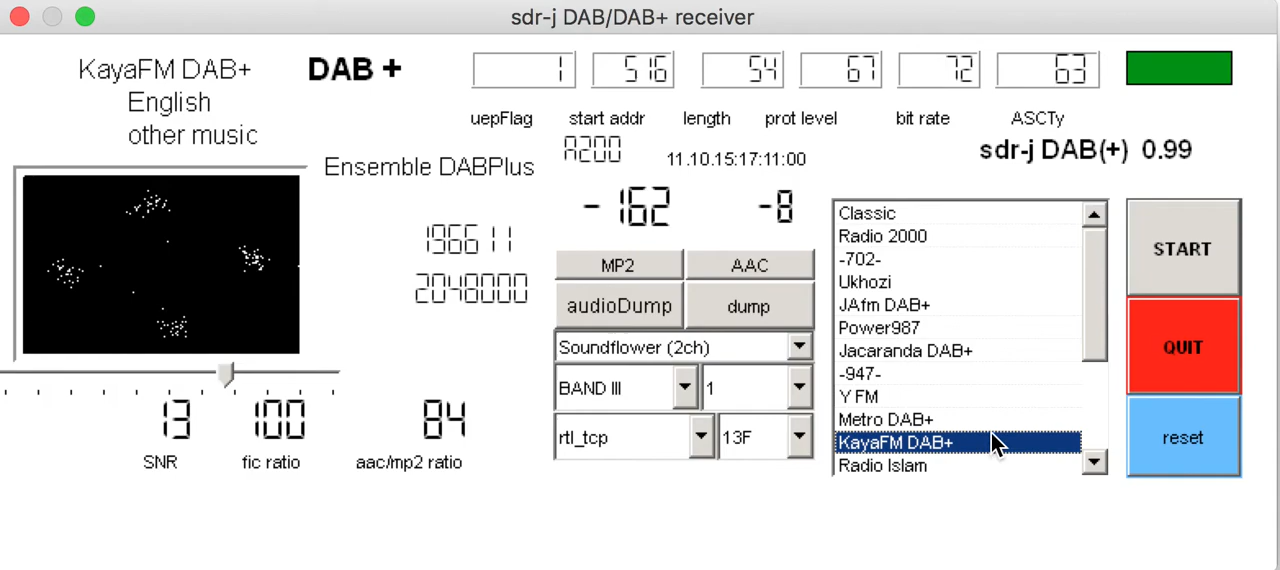 sdr-j DAB/DAB+ receiver
KayaFM DAB+
English
other music
DAB +
1 516 54 67 72 63
uepFlag start addr length prot level bit rate ASCTy
Ensemble DABPlus A200 11.10.15:17:11:00
sdr-j DAB(+) 0.99
-162 -8
196611
2048000
MP2 AAC
audioDump dump
Soundflower (2ch)
BAND III 1
rtl_tcp 13F
13 100 84
SNR fic ratio aac/mp2 ratio
Classic
Radio 2000
-702-
Ukhozi
JAfm DAB+
Power987
Jacaranda DAB+
-947-
Y FM
Metro DAB+
KayaFM DAB+
Radio Islam
START
QUIT
reset